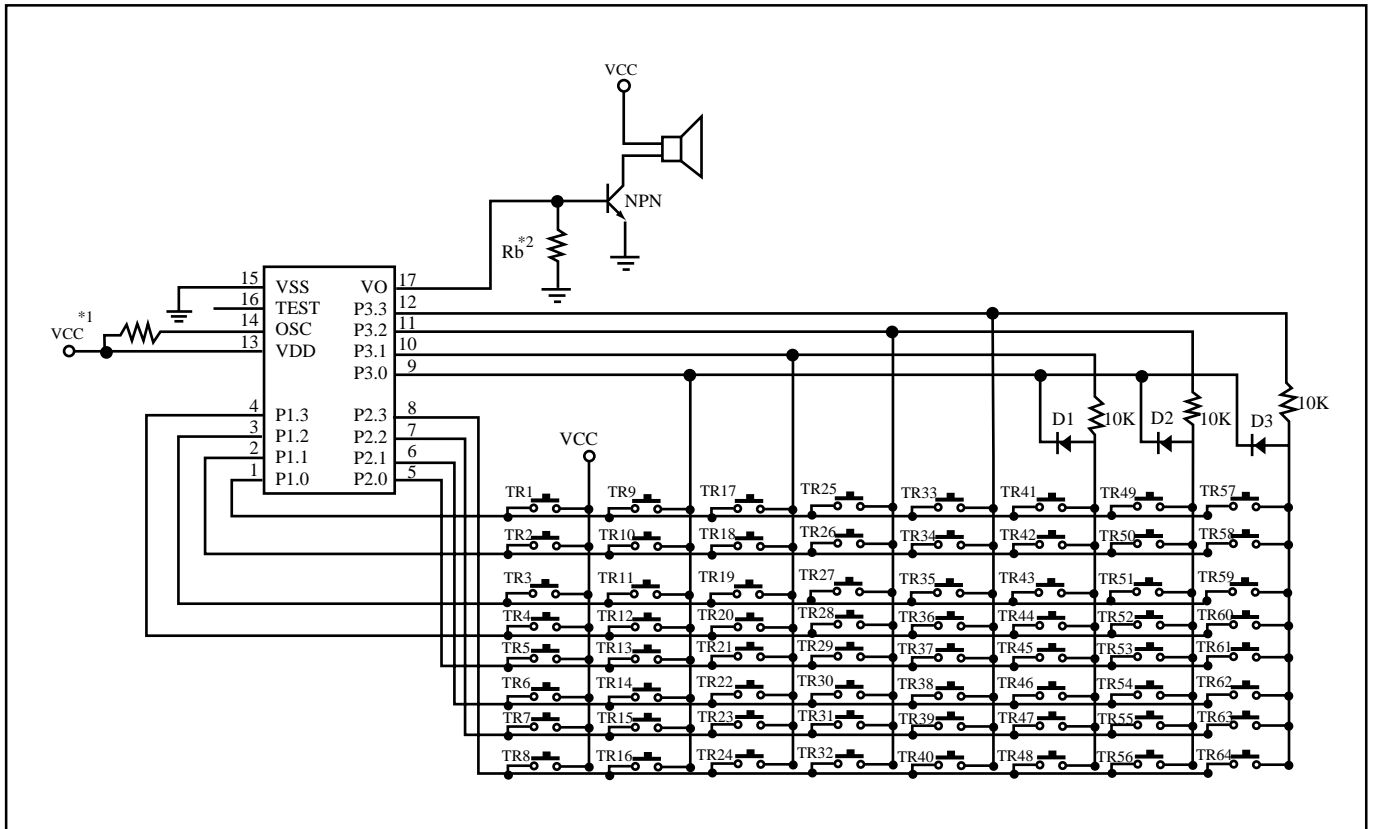 VCC
NPN
Rb*2
15 VSS VO 17
16 TEST P3.3 12
14 OSC P3.2 11
13 VDD P3.1 10
P3.0 9
VCC *1
4 P1.3 P2.3 8
3 P1.2 P2.2 7
2 P1.1 P2.1 6
1 P1.0 P2.0 5
VCC
D1 10K D2 10K D3 10K
TR1 TR9 TR17 TR25 TR33 TR41 TR49 TR57
TR2 TR10 TR18 TR26 TR34 TR42 TR50 TR58
TR3 TR11 TR19 TR27 TR35 TR43 TR51 TR59
TR4 TR12 TR20 TR28 TR36 TR44 TR52 TR60
TR5 TR13 TR21 TR29 TR37 TR45 TR53 TR61
TR6 TR14 TR22 TR30 TR38 TR46 TR54 TR62
TR7 TR15 TR23 TR31 TR39 TR47 TR55 TR63
TR8 TR16 TR24 TR32 TR40 TR48 TR56 TR64